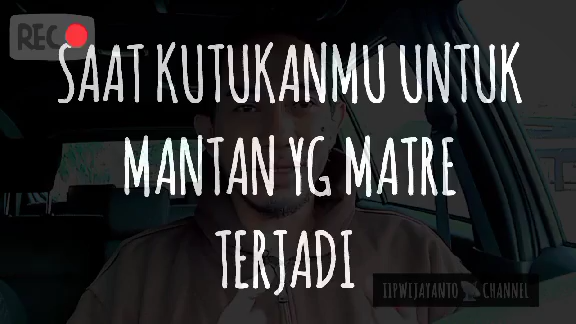 REC
SAAT KUTUKANMU UNTUK
MANTAN YG MATRE
TERJADI
IIPWIJAYANTO CHANNEL